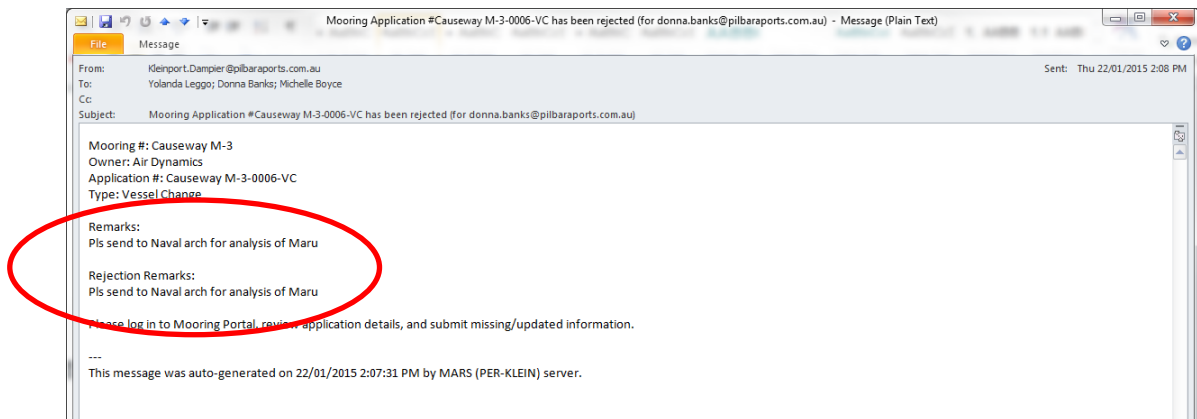 Mooring Application #Causeway M-3-0006-VC has been rejected (for donna.banks@pilbaraports.com.au) - Message (Plain Text)
File Message
From: Kleinport.Dampier@pilbaraports.com.au Sent: Thu 22/01/2015 2:08 PM
To: Yolanda Leggo; Donna Banks; Michelle Boyce
Cc:
Subject: Mooring Application #Causeway M-3-0006-VC has been rejected (for donna.banks@pilbaraports.com.au)
Mooring #: Causeway M-3
Owner: Air Dynamics
Application #: Causeway M-3-0006-VC
Type: Vessel Change
Remarks:
Pls send to Naval arch for analysis of Maru
Rejection Remarks:
Pls send to Naval arch for analysis of Maru
Please log in to Mooring Portal, review application details, and submit missing/updated information.
---
This message was auto-generated on 22/01/2015 2:07:31 PM by MARS (PER-KLEIN) server.